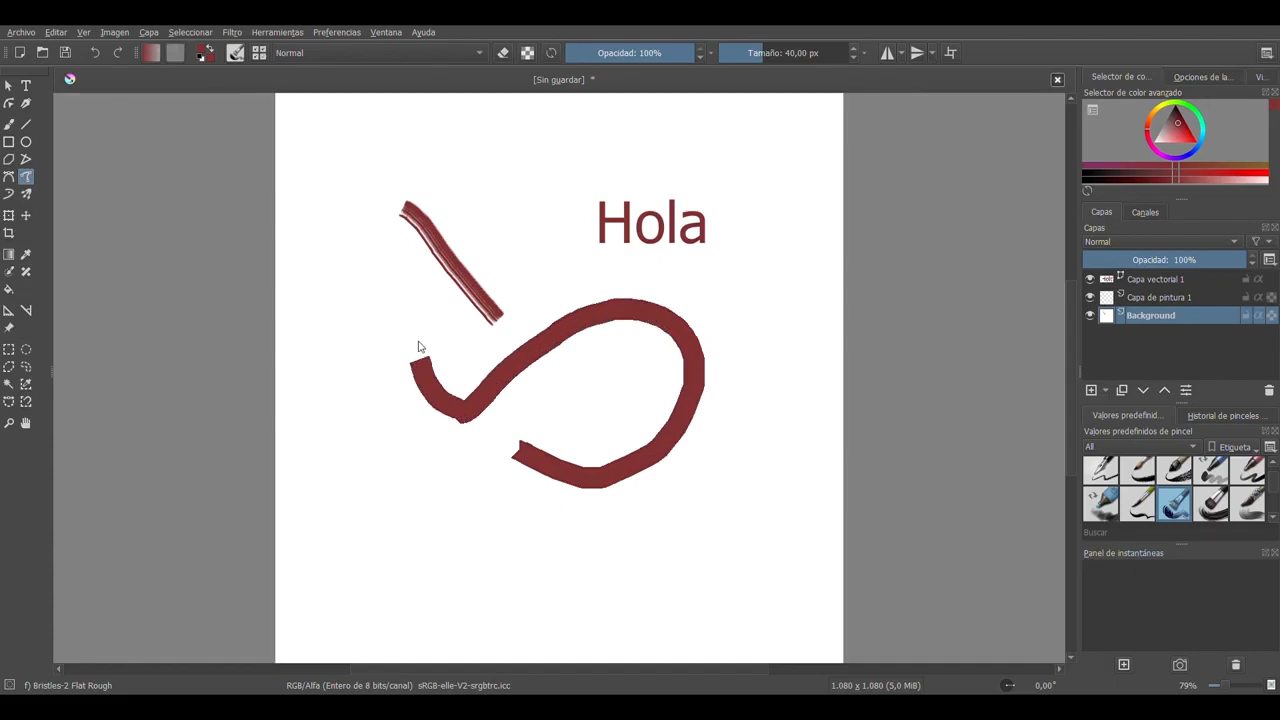 Archivo Editar Ver Imagen Capa Seleccionar Filtro Herramientas Preferencias Ventana Ayuda
Normal Opacidad: 100% Tamaño: 40,00 px
[Sin guardar] *
Selector de co... Opciones de la... Vi...
Selector de color avanzado
Hola
Capas Canales
Capas
Normal
Opacidad: 100%
Capa vectorial 1
Capa de pintura 1
Background
Valores predefinid... Historial de pinceles ...
Valores predefinidos de pincel
All Etiqueta
Buscar
Panel de instantáneas
f) Bristles-2 Flat Rough RGB/Alfa (Entero de 8 bits/canal) sRGB-elle-V2-srgbtrc.icc 1.080 x 1.080 (5,0 MiB) 0,00° 79%